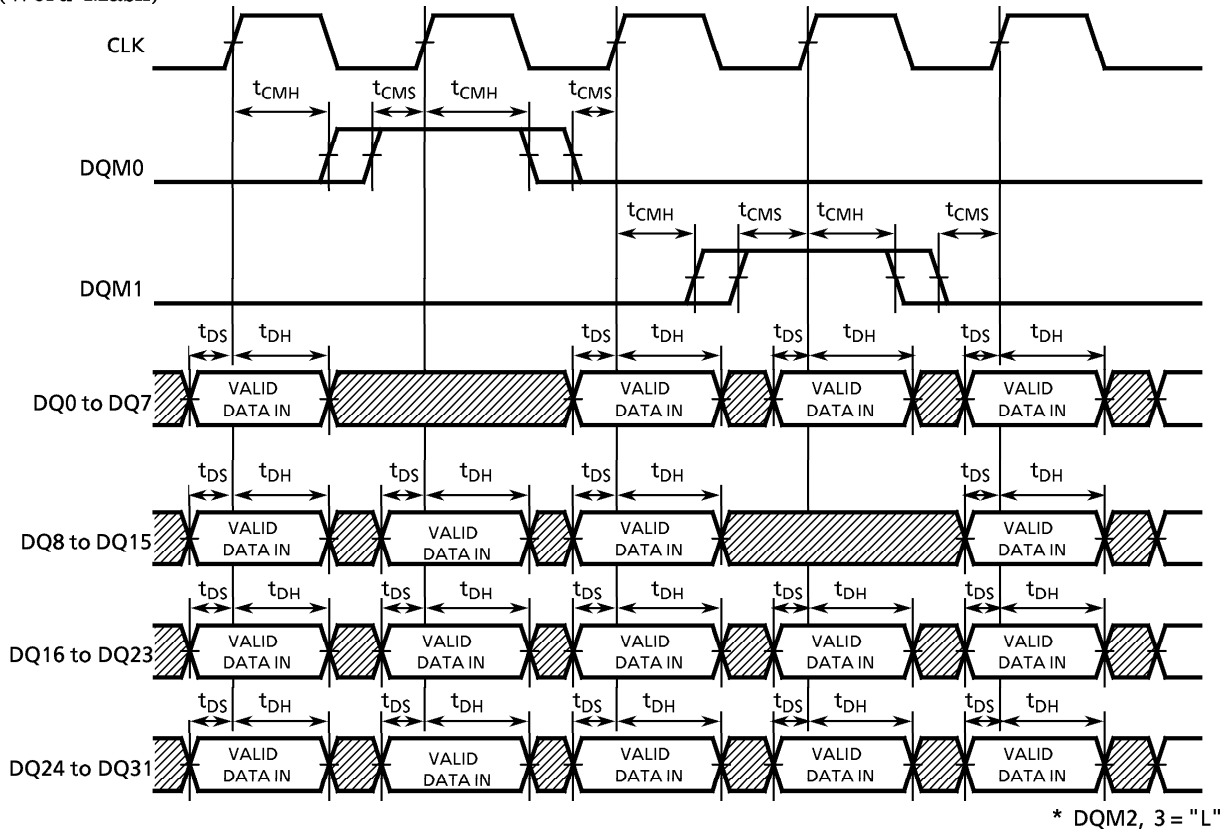 (Word Mask)
CLK
tCMH tCMS tCMH tCMS
DQM0
tCMH tCMS tCMH tCMS
DQM1
tDS tDH tDS tDH tDS tDH tDS tDH
DQ0 to DQ7
VALID DATA IN
VALID DATA IN
VALID DATA IN
VALID DATA IN
tDS tDH tDS tDH tDS tDH tDS tDH
DQ8 to DQ15
VALID DATA IN
VALID DATA IN
VALID DATA IN
VALID DATA IN
tDS tDH tDS tDH tDS tDH tDS tDH tDS tDH
DQ16 to DQ23
VALID DATA IN
VALID DATA IN
VALID DATA IN
VALID DATA IN
VALID DATA IN
tDS tDH tDS tDH tDS tDH tDS tDH tDS tDH
DQ24 to DQ31
VALID DATA IN
VALID DATA IN
VALID DATA IN
VALID DATA IN
VALID DATA IN
* DQM2, 3 = "L"